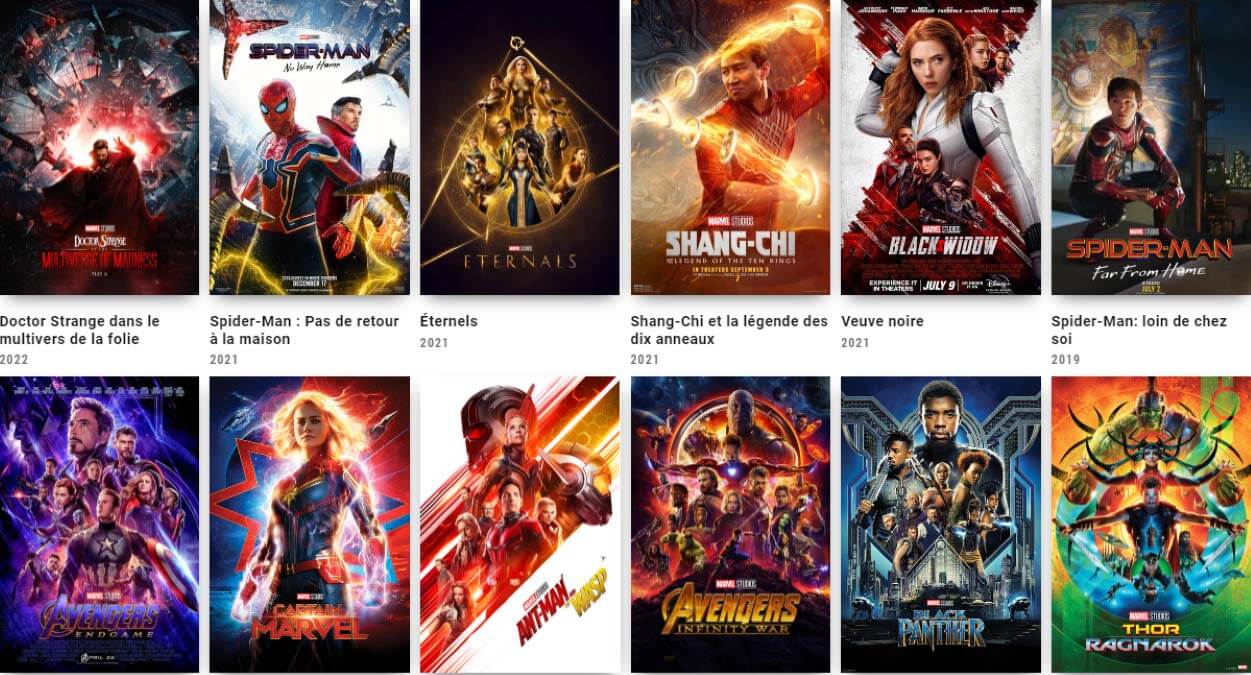 SPIDER-MAN
No Way Home
MARVEL STUDIOS
DOCTOR STRANGE
MULTIVERSE OF MADNESS
MAY 6
EXCLUSIVELY IN MOVIE THEATERS
DECEMBER 17
MARVEL STUDIOS
ETERNALS
MARVEL STUDIOS
SHANG-CHI
AND THE LEGEND OF THE TEN RINGS
IN THEATERS SEPTEMBER 3
MARVEL STUDIOS
BLACK WIDOW
EXPERIENCE IT
IN THEATERS
JULY 9
Disney+
MARVEL STUDIOS
SPIDER-MAN
Far From Home
JULY 2
Doctor Strange dans le
multivers de la folie
2022
Spider-Man : Pas de retour
à la maison
2021
Éternels
2021
Shang-Chi et la légende des
dix anneaux
2021
Veuve noire
2021
Spider-Man: loin de chez
soi
2019
MARVEL STUDIOS
AVENGERS
ENDGAME
APRIL 26
MARVEL STUDIOS
CAPTAIN
MARVEL
MARVEL STUDIOS
ANT-MAN
AND THE WASP
MARVEL STUDIOS
AVENGERS
INFINITY WAR
MARVEL STUDIOS
BLACK
PANTHER
MARVEL STUDIOS
THOR
RAGNAROK